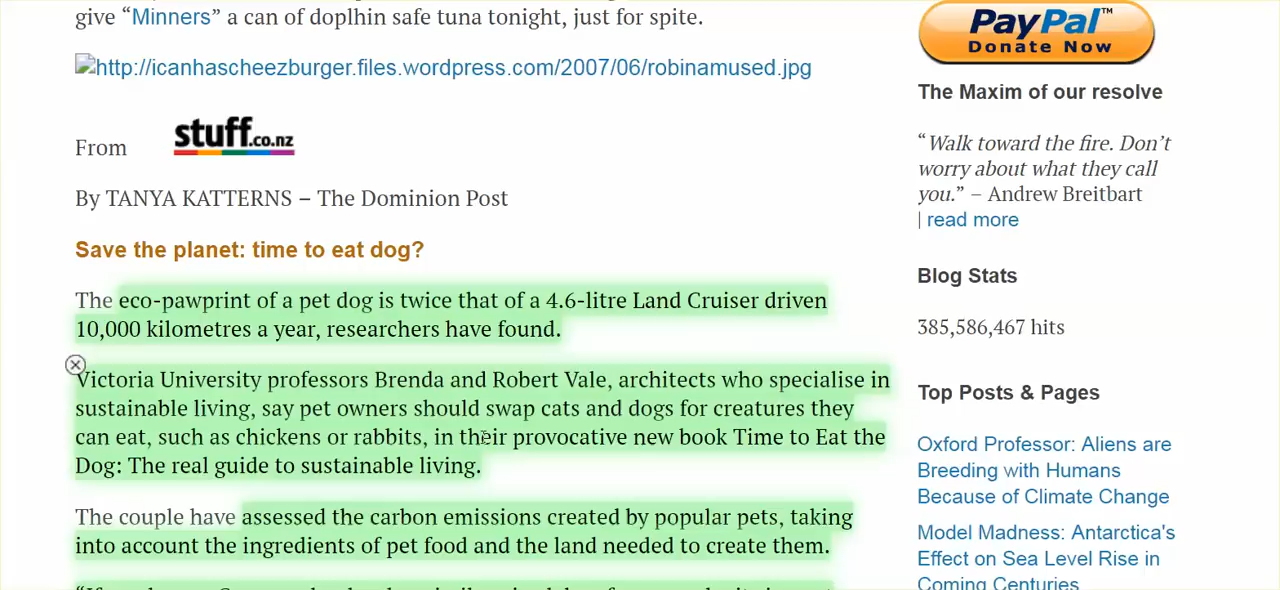 give “Minners” a can of doplhin safe tuna tonight, just for spite.
http://icanhascheezburger.files.wordpress.com/2007/06/robinamused.jpg
From stuff.co.nz
By TANYA KATTERNS – The Dominion Post
Save the planet: time to eat dog?
The eco-pawprint of a pet dog is twice that of a 4.6-litre Land Cruiser driven
10,000 kilometres a year, researchers have found.
Victoria University professors Brenda and Robert Vale, architects who specialise in
sustainable living, say pet owners should swap cats and dogs for creatures they
can eat, such as chickens or rabbits, in their provocative new book Time to Eat the
Dog: The real guide to sustainable living.
The couple have assessed the carbon emissions created by popular pets, taking
into account the ingredients of pet food and the land needed to create them.
PayPal™
Donate Now
The Maxim of our resolve
“Walk toward the fire. Don’t
worry about what they call
you.” – Andrew Breitbart
| read more
Blog Stats
385,586,467 hits
Top Posts & Pages
Oxford Professor: Aliens are
Breeding with Humans
Because of Climate Change
Model Madness: Antarctica's
Effect on Sea Level Rise in
Coming Centuries